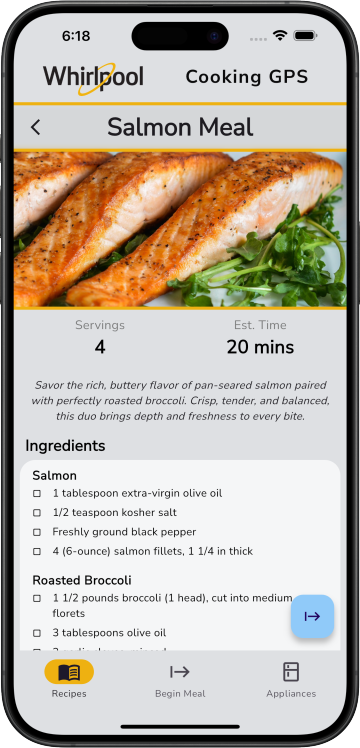 6:18
Whirlpool Cooking GPS
Salmon Meal
Servings Est. Time
4 20 mins
Savor the rich, buttery flavor of pan-seared salmon paired
with perfectly roasted broccoli. Crisp, tender, and balanced,
this duo brings depth and freshness to every bite.
Ingredients
Salmon
1 tablespoon extra-virgin olive oil
1/2 teaspoon kosher salt
Freshly ground black pepper
4 (6-ounce) salmon fillets, 1 1/4 in thick
Roasted Broccoli
1 1/2 pounds broccoli (1 head), cut into medium
florets
3 tablespoons olive oil
Recipes Begin Meal Appliances